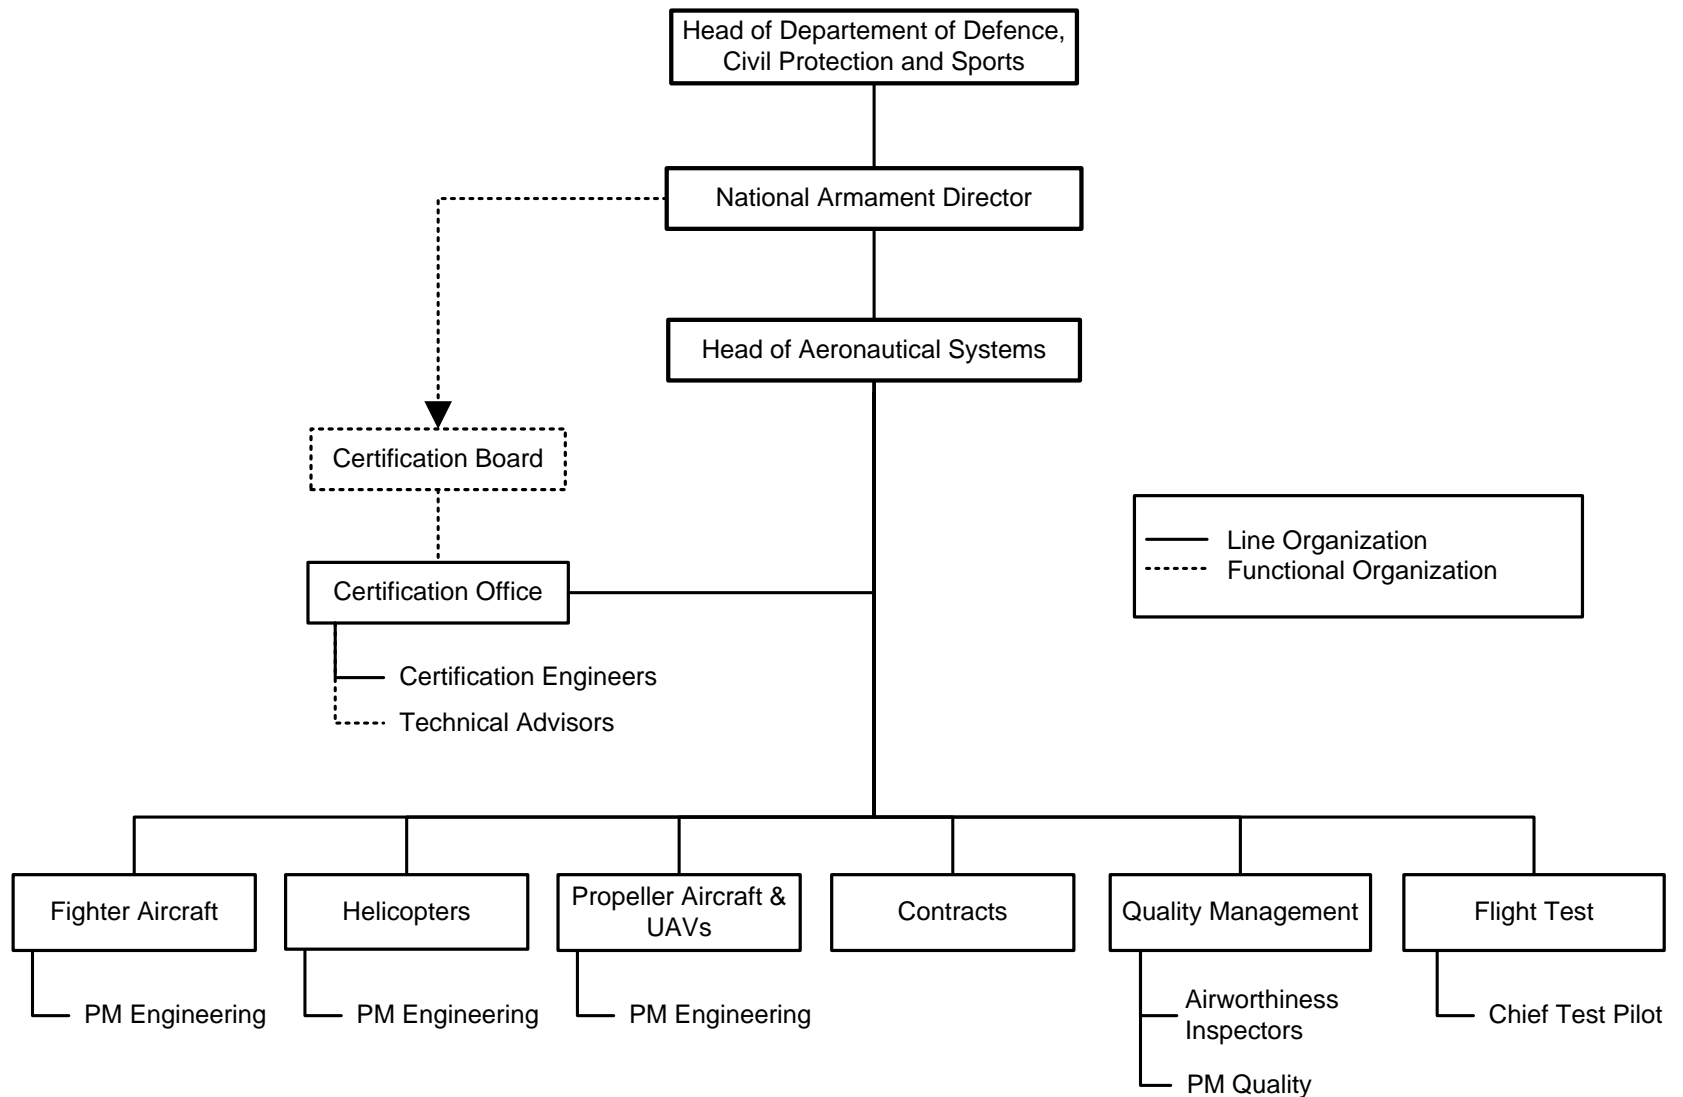 Head of Departement of Defence,
Civil Protection and Sports
National Armament Director
Head of Aeronautical Systems
Certification Board
Line Organization
Functional Organization
Certification Office
Certification Engineers
Technical Advisors
Fighter Aircraft
Helicopters
Propeller Aircraft &
UAVs
Contracts
Quality Management
Flight Test
PM Engineering
PM Engineering
PM Engineering
Airworthiness
Inspectors
PM Quality
Chief Test Pilot